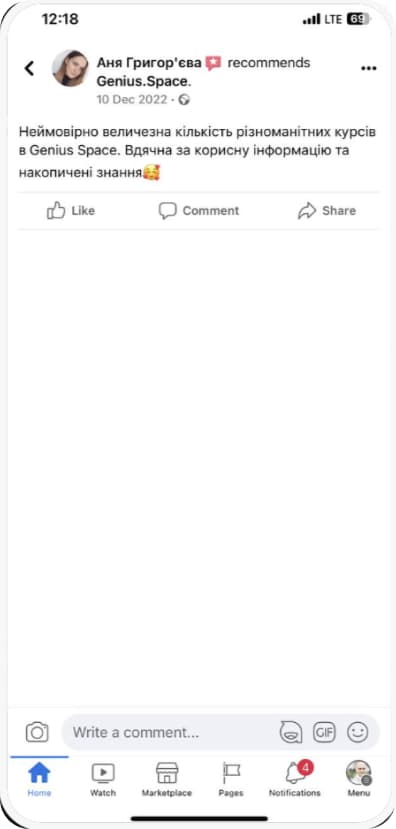 12:18
LTE 69
Аня Григор'єва recommends
Genius.Space.
10 Dec 2022 ·
Неймовірно величезна кількість різноманітних курсів
в Genius Space. Вдячна за корисну інформацію та
накопичені знання🥰
Like Comment Share
Write a comment... GIF
4
Home Watch Marketplace Pages Notifications Menu